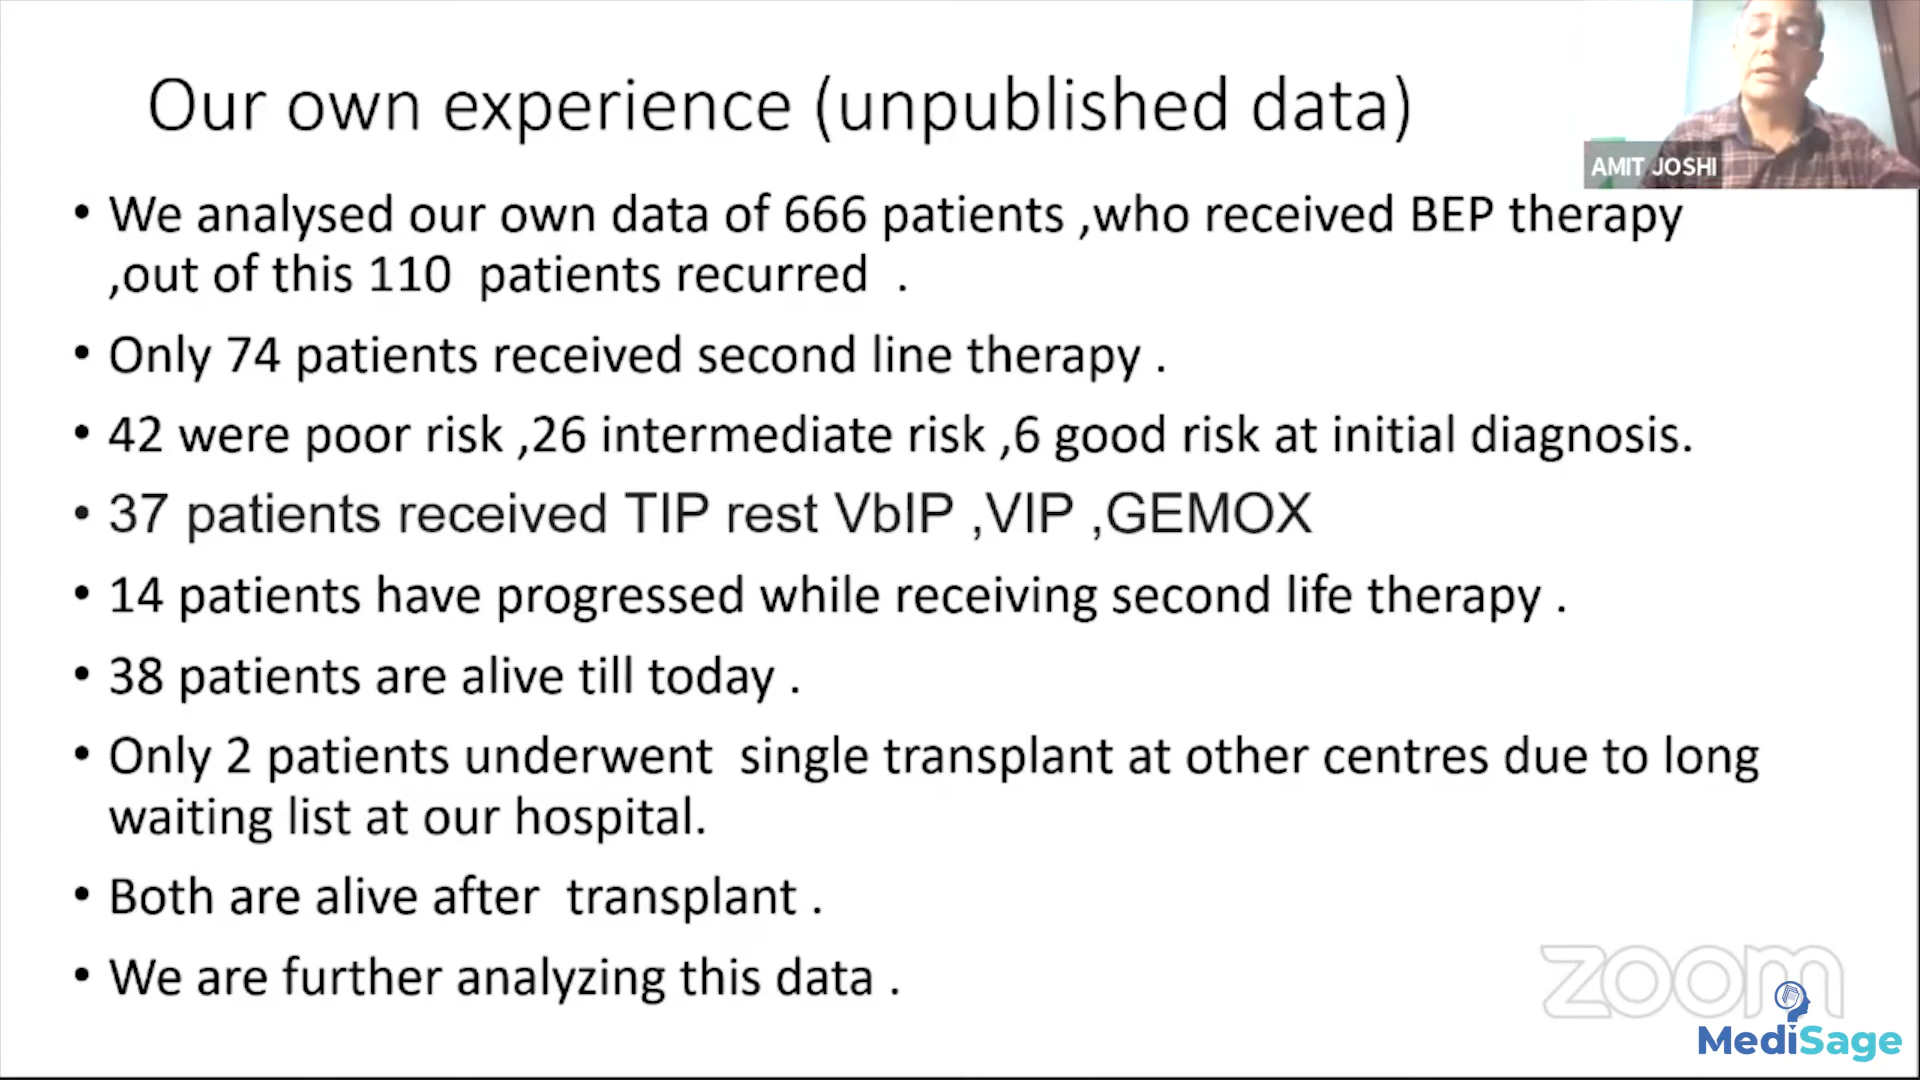 Our own experience (unpublished data)
AMIT JOSHI
• We analysed our own data of 666 patients ,who received BEP therapy
,out of this 110 patients recurred .
• Only 74 patients received second line therapy .
• 42 were poor risk ,26 intermediate risk ,6 good risk at initial diagnosis.
• 37 patients received TIP rest VbIP ,VIP ,GEMOX
• 14 patients have progressed while receiving second life therapy .
• 38 patients are alive till today .
• Only 2 patients underwent single transplant at other centres due to long
waiting list at our hospital.
• Both are alive after transplant .
• We are further analyzing this data .
zoom
MediSage